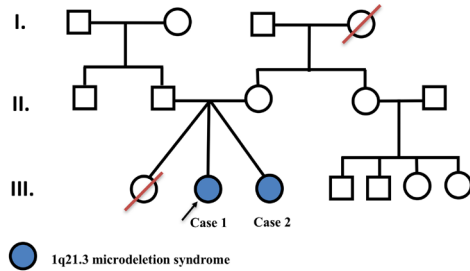 I.
II.
III.
Case 1
Case 2
1q21.3 microdeletion syndrome